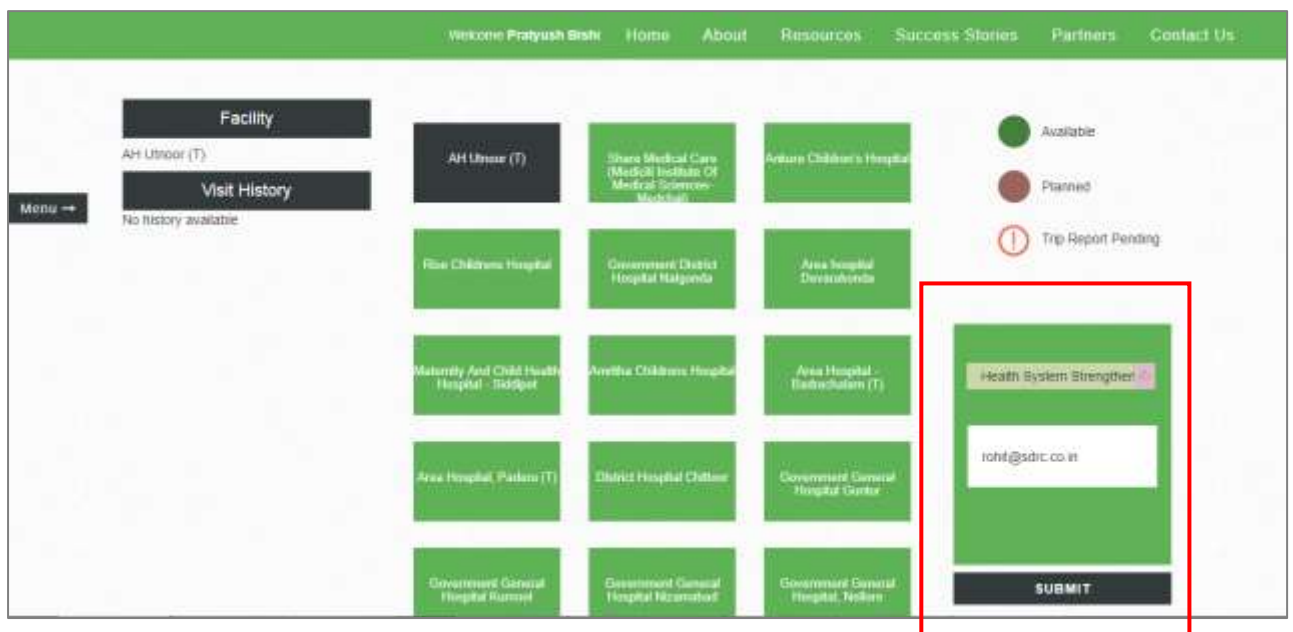 Welcome Pratyush Bishi Home About Resources Success Stories Partners Contact Us
Facility
AH Utnoor (T)
Visit History
No history available
Menu →
AH Utnoor (T)
Share Medical Care
(Mediciti Institute Of
Medical Sciences-
Medchal)
Ankura Children's Hospital
Rise Childrens Hospital
Government District
Hospital Nalgonda
Area hospital
Devarakonda
Maternity And Child Health
Hospital - Siddipet
Amritha Childrens Hospital
Area Hospital -
Badrachalam (T)
Area Hospital, Paderu (T)
District Hospital Chittoor
Government General
Hospital Guntur
Government General
Hospital Kurnool
Government General
Hospital Nizamabad
Government General
Hospital, Nellore
Available
Planned
Trip Report Pending
Health System Strengthen
rohit@sdrc.co.in
SUBMIT